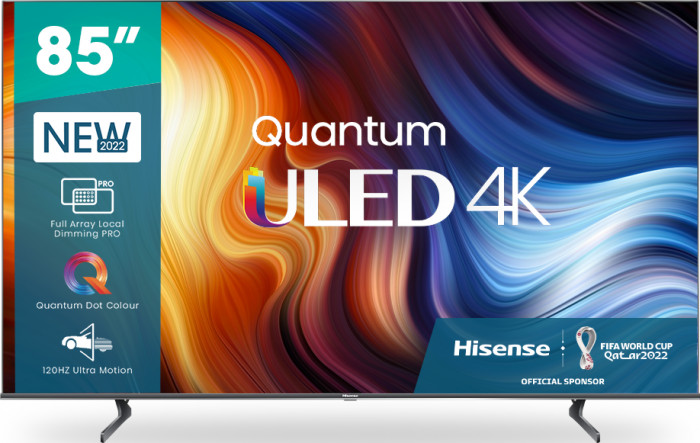 85”
NEW
2022
PRO
Full Array Local
Dimming PRO
Quantum Dot Colour
120HZ Ultra Motion
Quantum
ULED 4K
Hisense
FIFA WORLD CUP
Qatar2022
OFFICIAL SPONSOR
Hisense